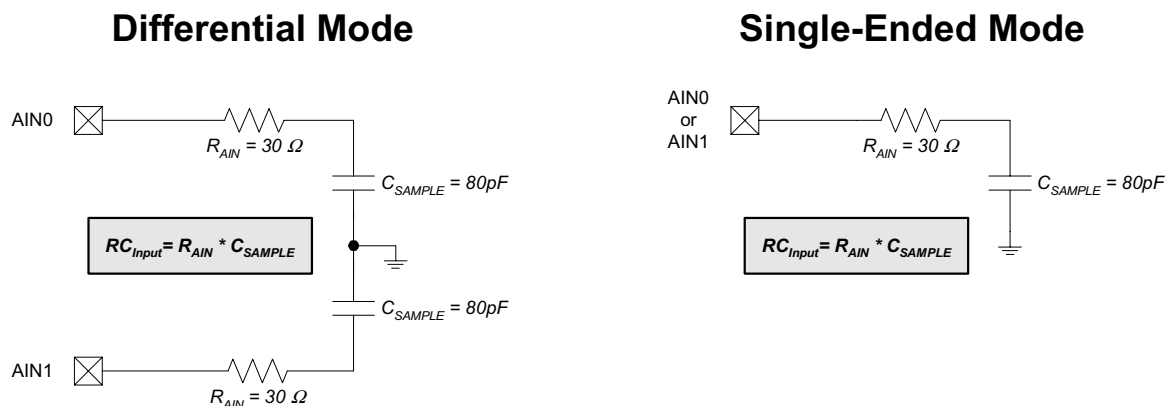 Differential Mode
AIN0
R_AIN = 30 Ω
C_SAMPLE = 80pF
RC_Input= R_AIN * C_SAMPLE
C_SAMPLE = 80pF
AIN1
R_AIN = 30 Ω
Single-Ended Mode
AIN0
or
AIN1
R_AIN = 30 Ω
C_SAMPLE = 80pF
RC_Input= R_AIN * C_SAMPLE